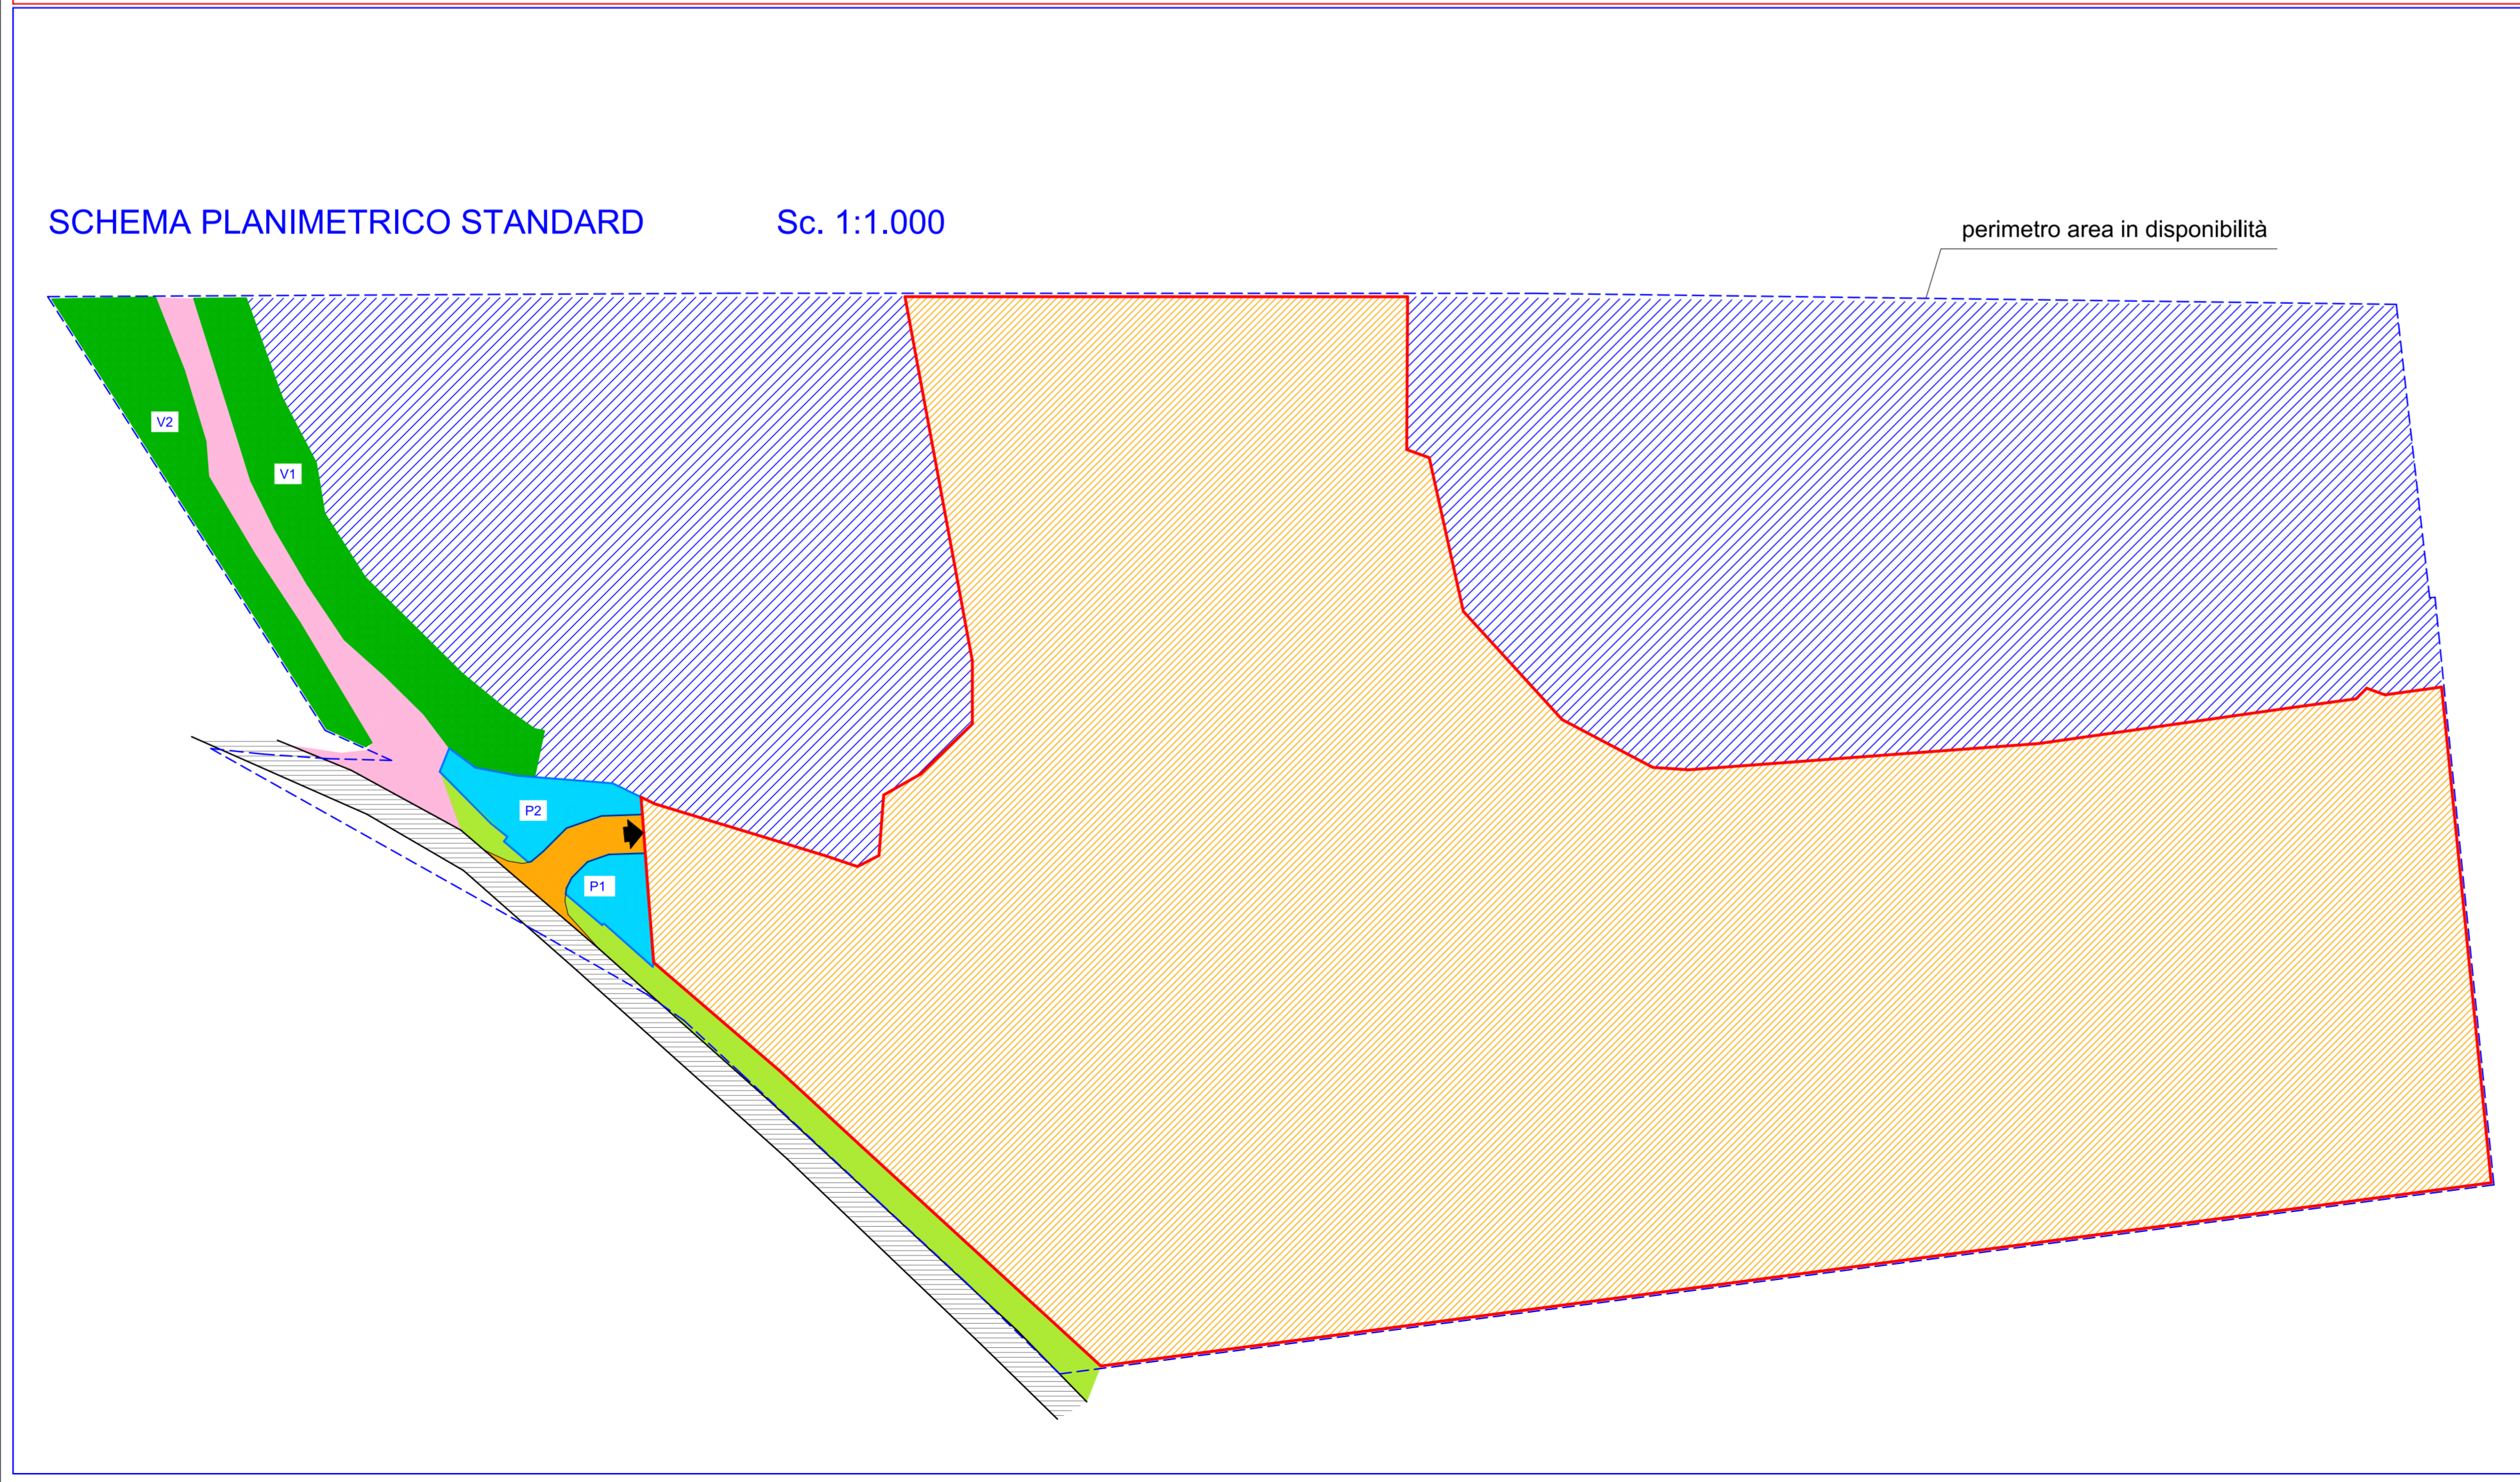 SCHEMA PLANIMETRICO STANDARD Sc. 1:1.000
perimetro area in disponibilità
V2
V1
P2
P1